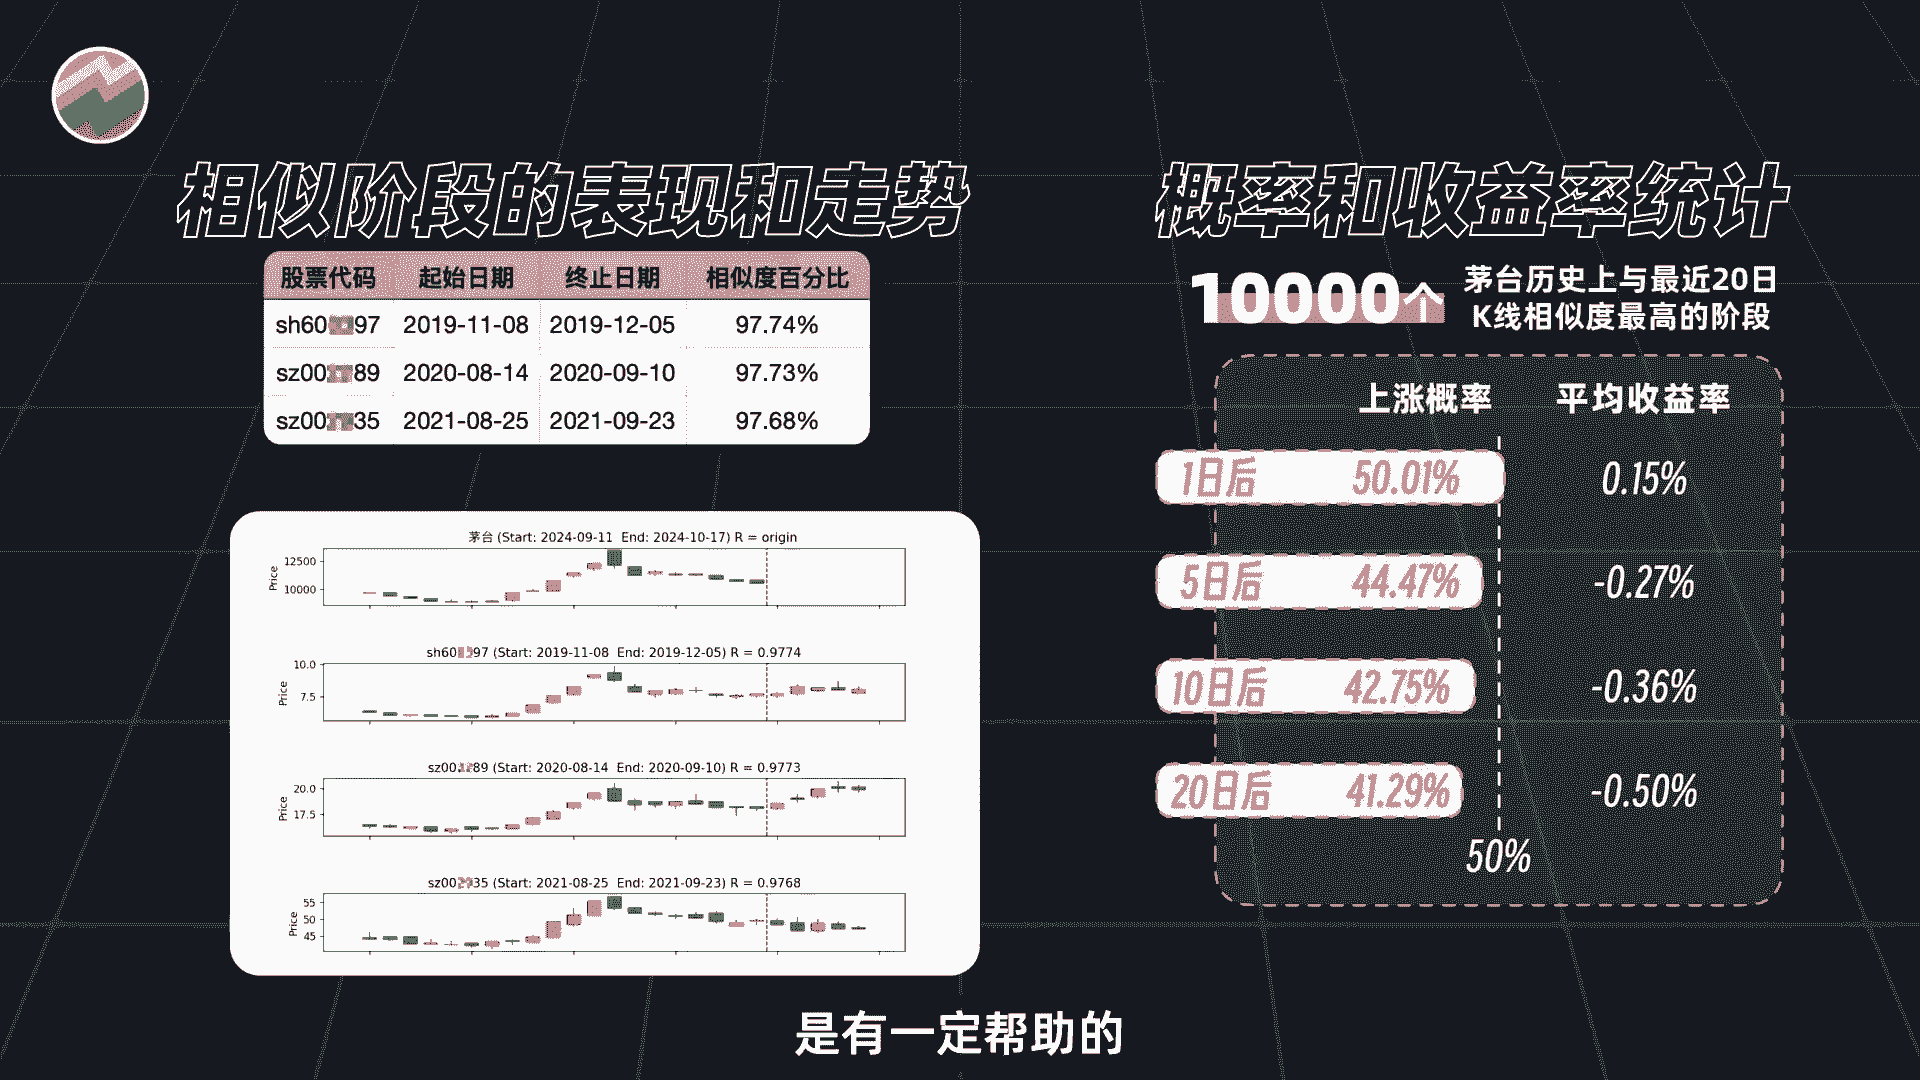 相似阶段的表现和走势
股票代码 起始日期 终止日期 相似度百分比
sh60 97 2019-11-08 2019-12-05 97.74%
sz00 89 2020-08-14 2020-09-10 97.73%
sz00 35 2021-08-25 2021-09-23 97.68%
茅台 (Start: 2024-09-11 End: 2024-10-17) R = origin
Price
12500
10000
sh60 97 (Start: 2019-11-08 End: 2019-12-05) R = 0.9774
Price
10.0
7.5
sz00 89 (Start: 2020-08-14 End: 2020-09-10) R = 0.9773
Price
20.0
17.5
sz00 35 (Start: 2021-08-25 End: 2021-09-23) R = 0.9768
Price
55
50
45
概率和收益率统计
10000个
茅台历史上与最近20日
K线相似度最高的阶段
上涨概率 平均收益率
1日后 50.01% 0.15%
5日后 44.47% -0.27%
10日后 42.75% -0.36%
20日后 41.29% -0.50%
50%
是有一定帮助的